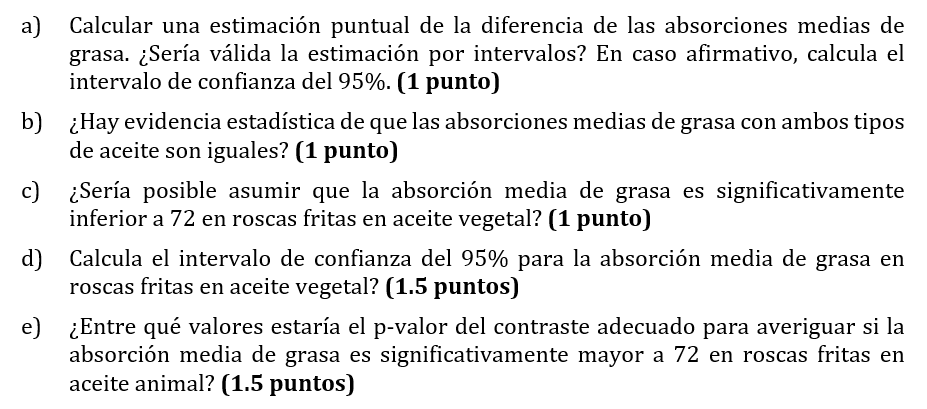 a) Calcular una estimación puntual de la diferencia de las absorciones medias de
grasa. ¿Sería válida la estimación por intervalos? En caso afirmativo, calcula el
intervalo de confianza del 95%. (1 punto)
b) ¿Hay evidencia estadística de que las absorciones medias de grasa con ambos tipos
de aceite son iguales? (1 punto)
c) ¿Sería posible asumir que la absorción media de grasa es significativamente
inferior a 72 en roscas fritas en aceite vegetal? (1 punto)
d) Calcula el intervalo de confianza del 95% para la absorción media de grasa en
roscas fritas en aceite vegetal? (1.5 puntos)
e) ¿Entre qué valores estaría el p-valor del contraste adecuado para averiguar si la
absorción media de grasa es significativamente mayor a 72 en roscas fritas en
aceite animal? (1.5 puntos)